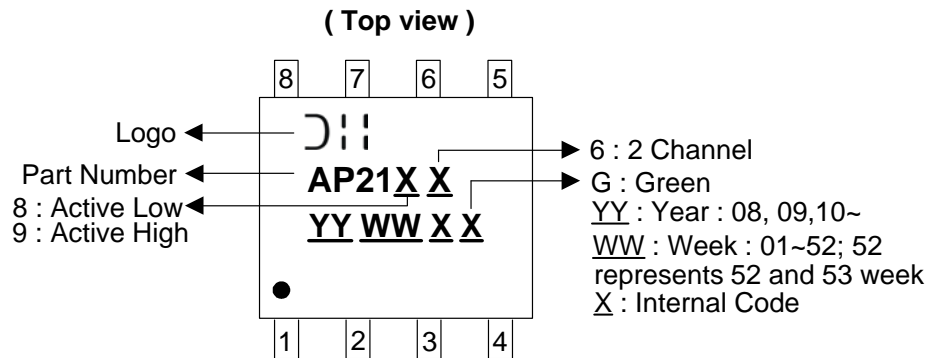 ( Top view )
8 7 6 5
Logo
Part Number
8 : Active Low
9 : Active High
AP21X X
YY WW X X
6 : 2 Channel
G : Green
YY : Year : 08, 09,10~
WW : Week : 01~52; 52
represents 52 and 53 week
X : Internal Code
1 2 3 4